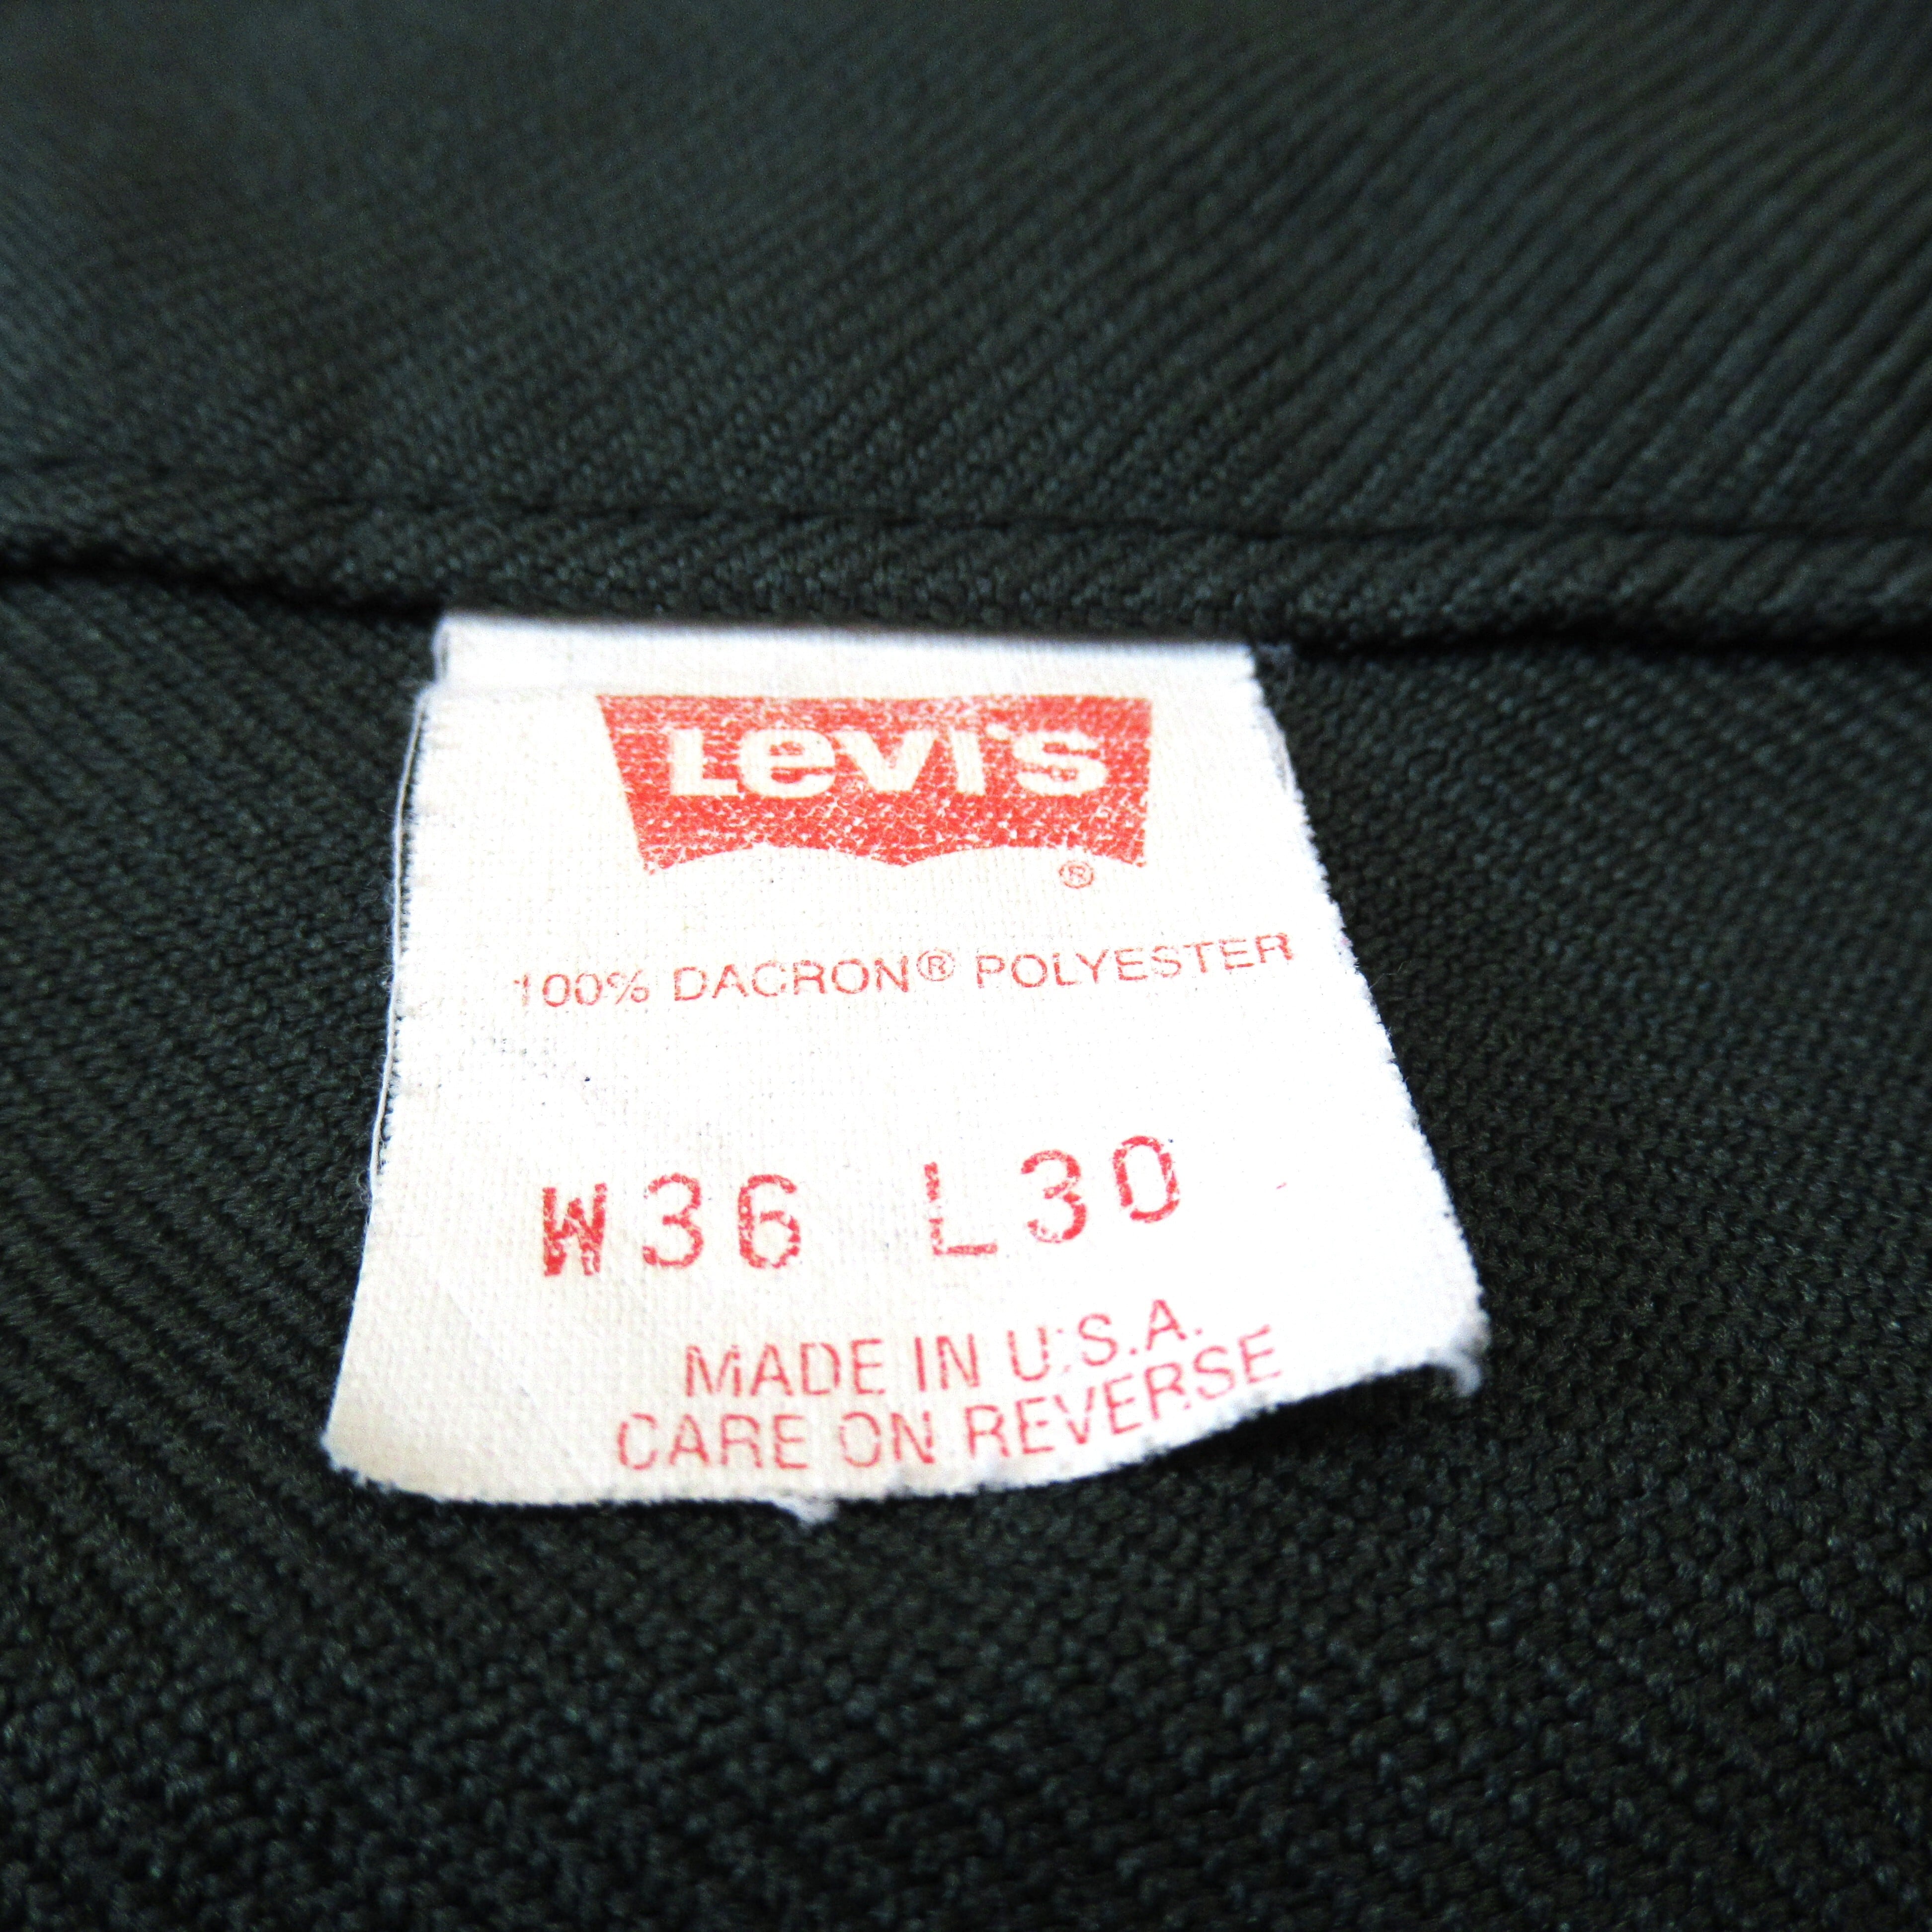 Levi's
®
100% DACRON® POLYESTER
W36 L30
MADE IN U.S.A.
CARE ON REVERSE